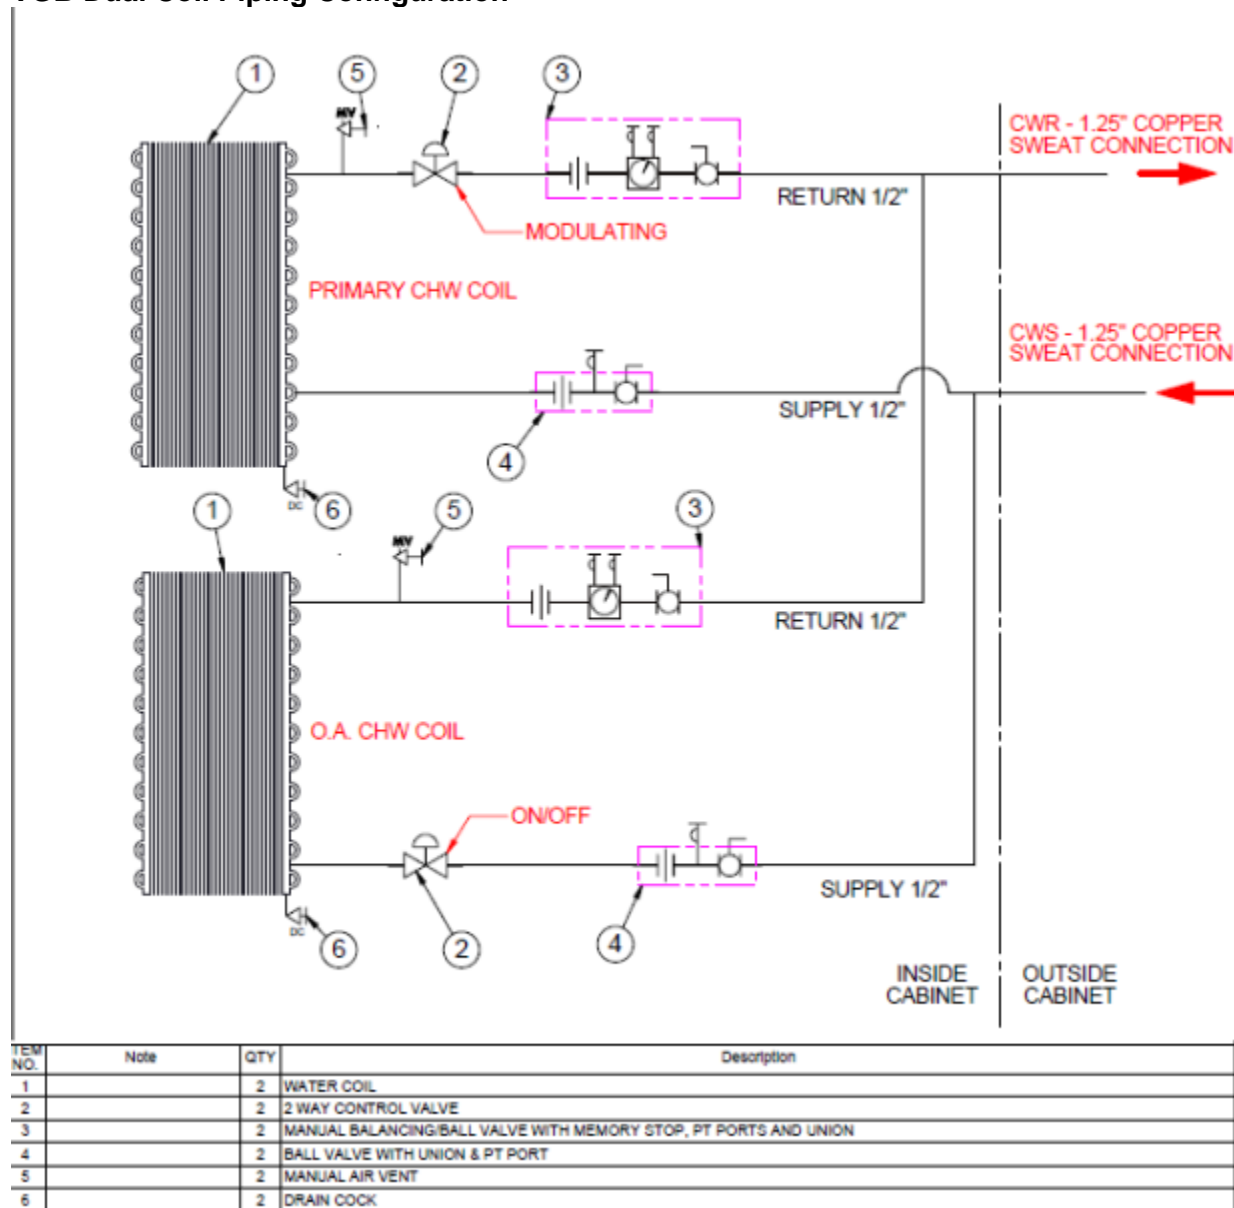 1
5
2
3
MV
CWR - 1.25" COPPER
SWEAT CONNECTION
RETURN 1/2"
MODULATING
PRIMARY CHW COIL
CWS - 1.25" COPPER
SWEAT CONNECTION
SUPPLY 1/2"
4
DC
6
1
5
3
MV
RETURN 1/2"
O.A. CHW COIL
ON/OFF
SUPPLY 1/2"
DC
6
2
4
INSIDE
CABINET
OUTSIDE
CABINET
ITEM NO. Note QTY Description
1 2 WATER COIL
2 2 2 WAY CONTROL VALVE
3 2 MANUAL BALANCING/BALL VALVE WITH MEMORY STOP, PT PORTS AND UNION
4 2 BALL VALVE WITH UNION & PT PORT
5 2 MANUAL AIR VENT
6 2 DRAIN COCK